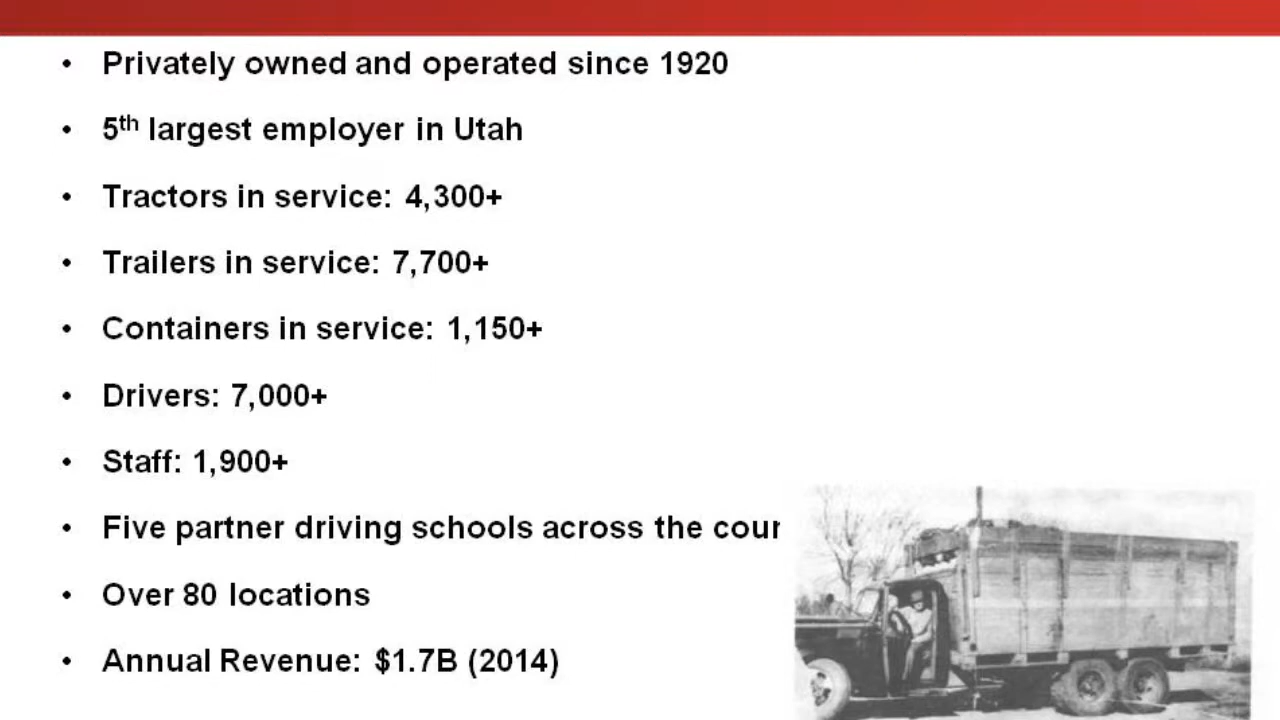 • Privately owned and operated since 1920
• 5th largest employer in Utah
• Tractors in service: 4,300+
• Trailers in service: 7,700+
• Containers in service: 1,150+
• Drivers: 7,000+
• Staff: 1,900+
• Five partner driving schools across the
• Over 80 locations
• Annual Revenue: $1.7B (2014)